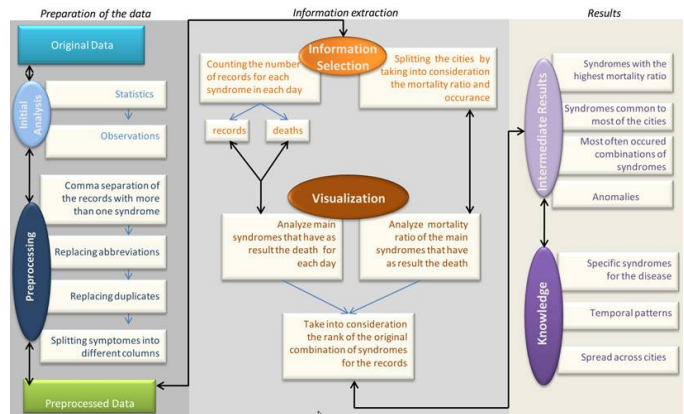 Preparation of the data
Original Data
Initial
Analysis
Statistics
Observations
Preprocessing
Comma separation of
the records with more
than one syndrome
Replacing abbreviations
Replacing duplicates
Splitting symptomes into
different columns
Preprocessed Data
Information extraction
Information
Selection
Counting the number
of records for each
syndrome in each day
Splitting the cities by
taking into consideration
the mortality ratio and
occurance
records
deaths
Visualization
Analyze main
syndromes that have as
result the death for
each day
Analyze mortality
ratio of the main
syndromes that have
as result the death
Take into consideration
the rank of the original
combination of syndromes
for the records
Results
Intermediate Results
Syndromes with the
highest mortality ratio
Syndromes common to
most of the cities
Most often occured
combinations of
syndromes
Anomalies
Knowledge
Specific syndromes
for the disease
Temporal patterns
Spread across cities